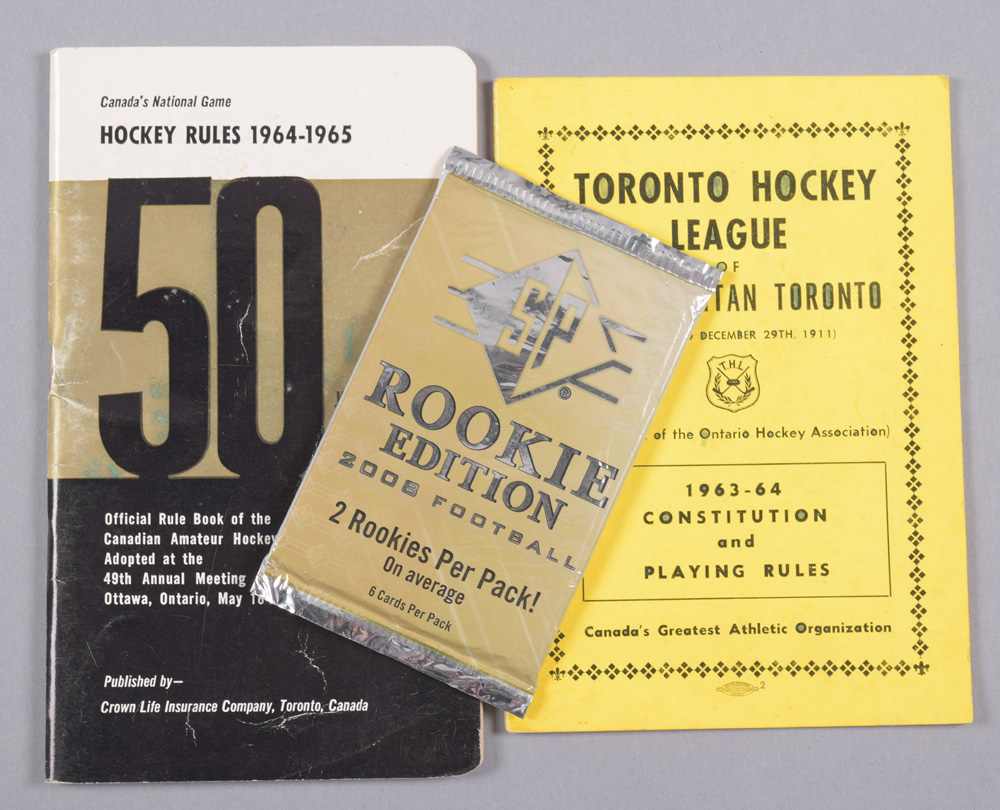 Canada's National Game
HOCKEY RULES 1964-1965
50
Official Rule Book of the
Canadian Amateur Hockey
Adopted at the
49th Annual Meeting
Ottawa, Ontario, May
Published by—
Crown Life Insurance Company, Toronto, Canada
SP
®
ROOKIE
EDITION
2008 FOOTBALL
2 Rookies Per Pack!
On average
6 Cards Per Pack
TORONTO HOCKEY
LEAGUE
OF
TAN TORONTO
DECEMBER 29TH, 1911)
T.H.L.
of the Ontario Hockey Association)
1963-64
CONSTITUTION
and
PLAYING RULES
Canada's Greatest Athletic Organization
2